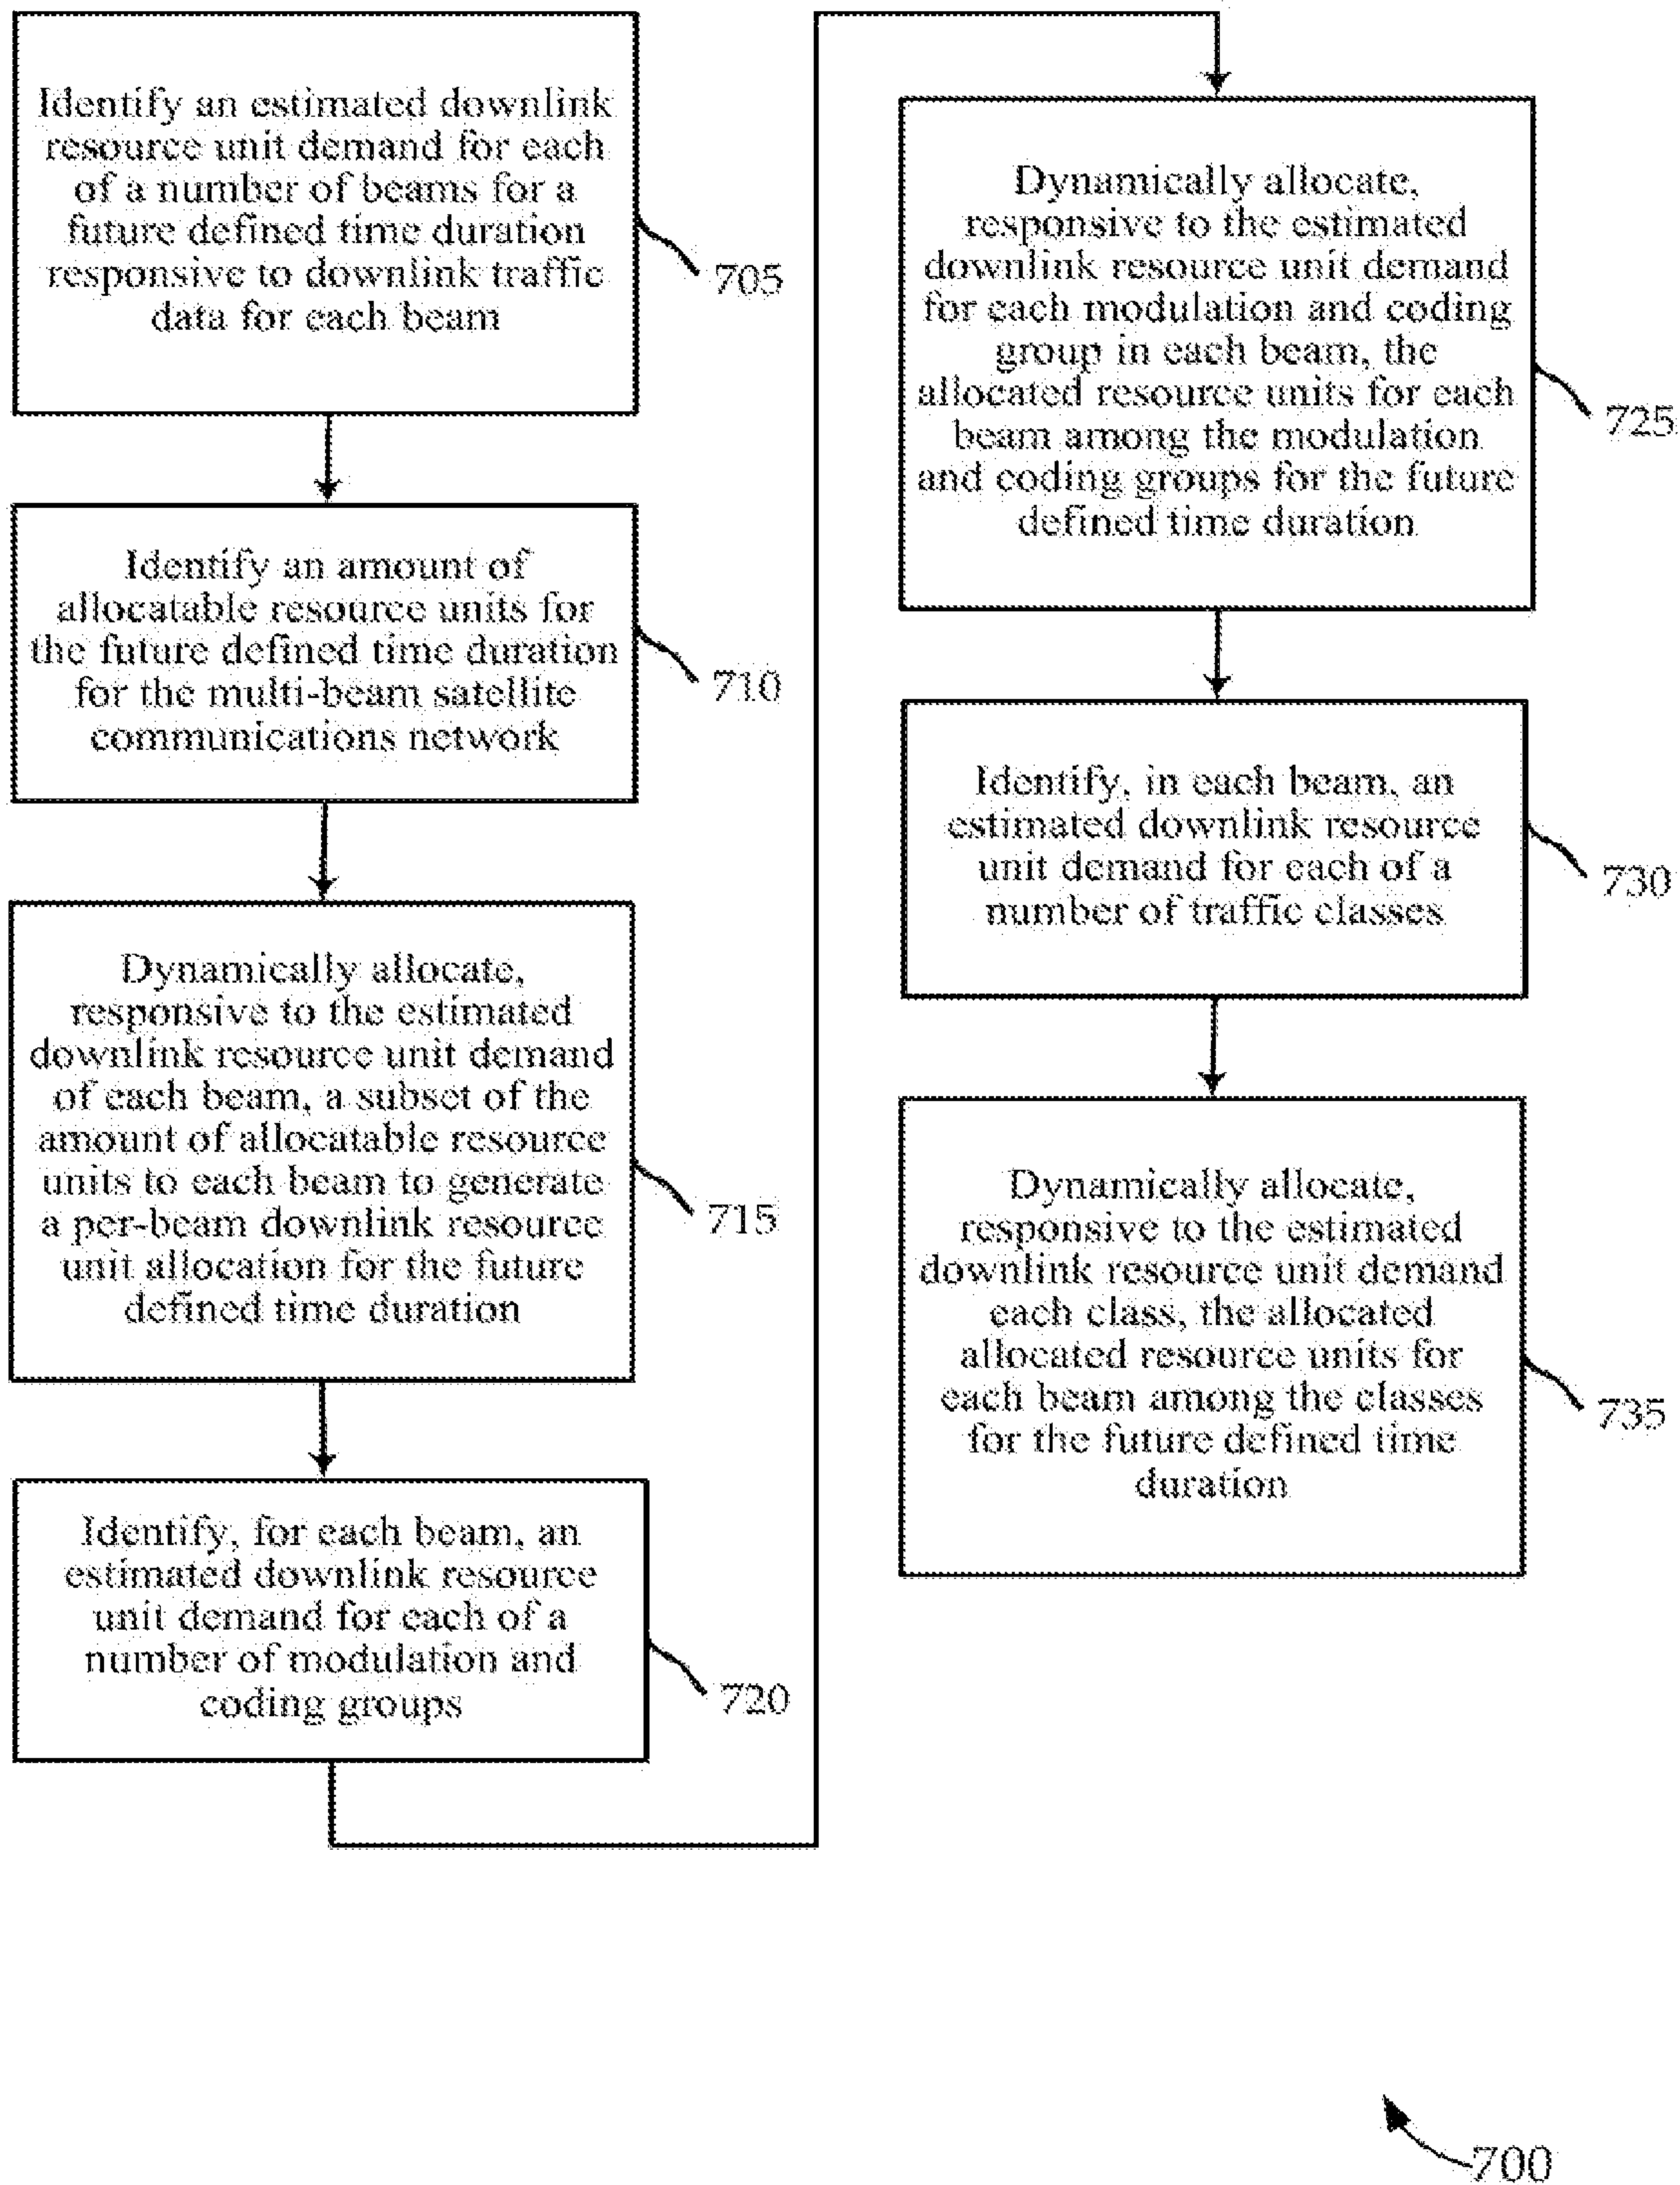 Identify an estimated downlink
resource unit demand for each
of a number of beams for a
future defined time duration
responsive to downlink traffic
data for each beam
705
Identify an amount of
allocatable resource units for
the future defined time duration
for the multi-beam satellite
communications network
710
Dynamically allocate,
responsive to the estimated
downlink resource unit demand
of each beam, a subset of the
amount of allocatable resource
units to each beam to generate
a per-beam downlink resource
unit allocation for the future
defined time duration
715
Identify, for each beam, an
estimated downlink resource
unit demand for each of a
number of modulation and
coding groups
720
Dynamically allocate,
responsive to the estimated
downlink resource unit demand
for each modulation and coding
group in each beam, the
allocated resource units for each
beam among the modulation
and coding groups for the future
defined time duration
725
Identify, in each beam, an
estimated downlink resource
unit demand for each of a
number of traffic classes
730
Dynamically allocate,
responsive to the estimated
downlink resource unit demand
each class, the allocated
allocated resource units for
each beam among the classes
for the future defined time
duration
735
700